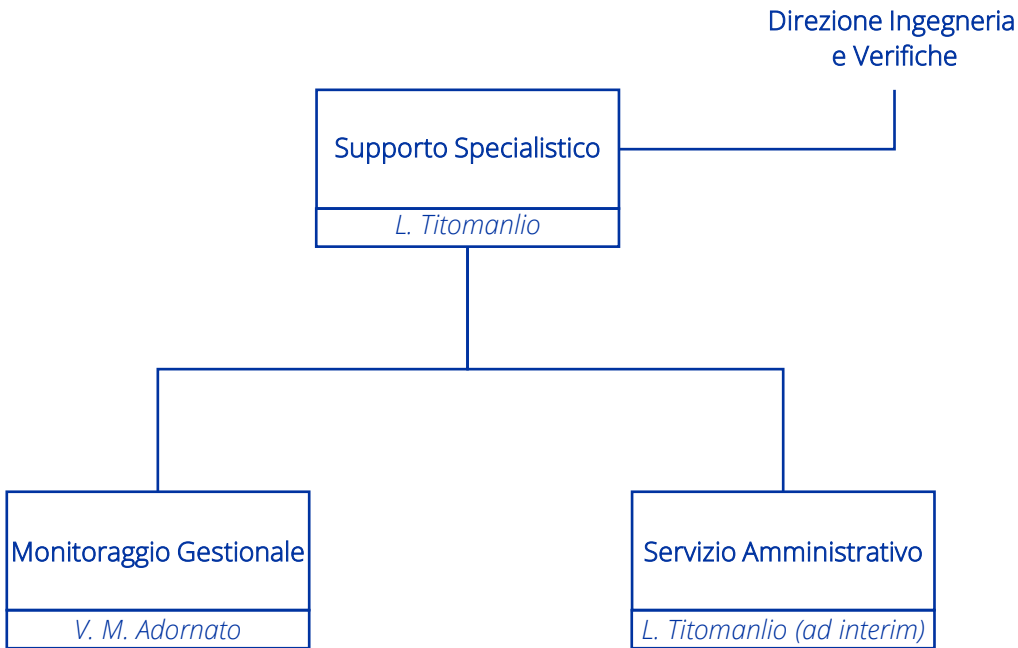 Direzione Ingegneria
e Verifiche
Supporto Specialistico
L. Titomanlio
Monitoraggio Gestionale
V. M. Adornato
Servizio Amministrativo
L. Titomanlio (ad interim)